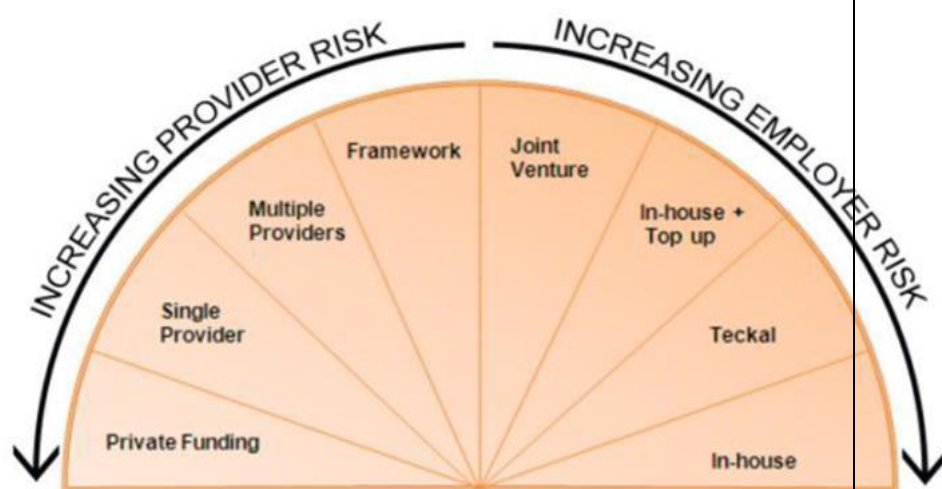 INCREASING PROVIDER RISK
INCREASING EMPLOYER RISK
Framework
Joint
Venture
Multiple
Providers
In-house +
Top up
Single
Provider
Teckal
Private Funding
In-house